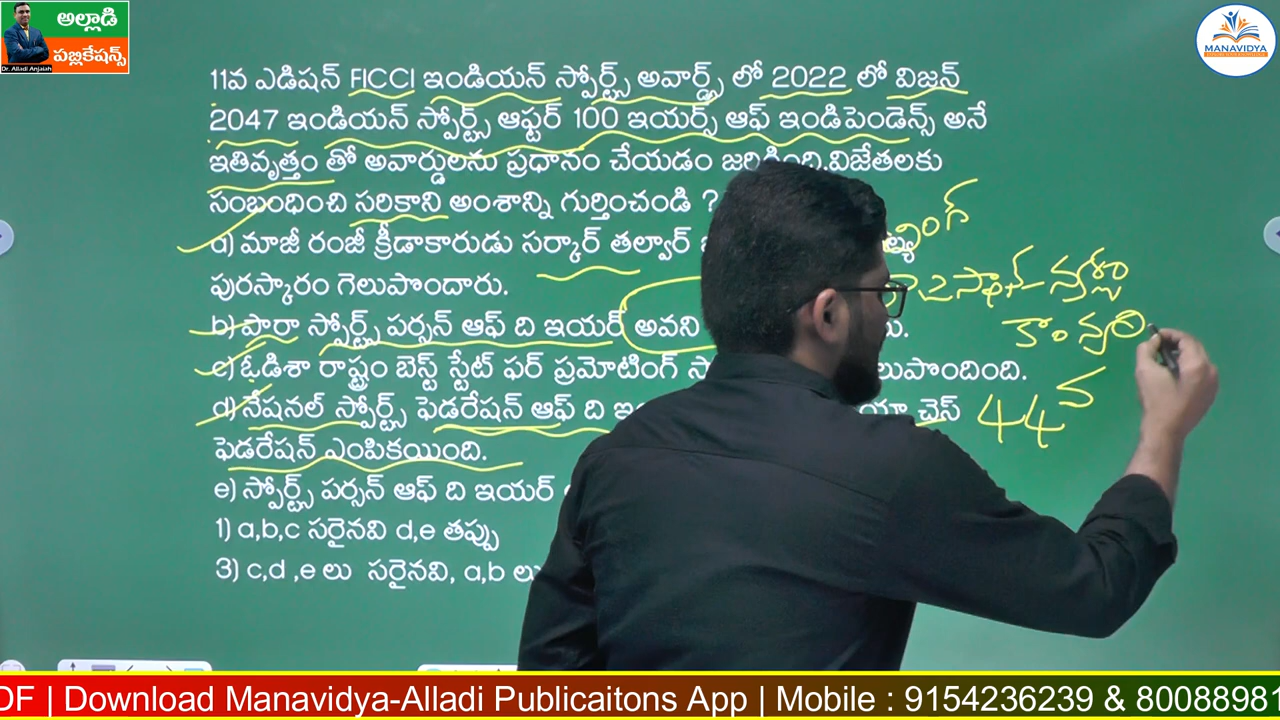 అల్లాడి
పబ్లికేషన్స్
Dr. Alladi Anjaiah
MANAVIDYA
11వ ఎడిషన్ FICCI ఇండియన్ స్పోర్ట్స్ అవార్డ్స్ లో 2022 లో విజన్
2047 ఇండియన్ స్పోర్ట్స్ ఆఫ్టర్ 100 ఇయర్స్ ఆఫ్ ఇండిపెండెన్స్ అనే
ఇతివృత్తం తో అవార్డులను ప్రధానం చేయడం జరిగింది.విజేతలకు
సంబంధించి సరికాని అంశాన్ని గుర్తించండి ?
a) మాజీ రంజీ క్రీడాకారుడు సర్కార్ తల్వార్
పురస్కారం గెలుపొందారు.
b) పారా స్పోర్ట్స్ పర్సన్ ఆఫ్ ది ఇయర్ అవని
c) ఓడిశా రాష్ట్రం బెస్ట్ స్టేట్ ఫర్ ప్రమోటింగ్
d) నేషనల్ స్పోర్ట్స్ ఫెడరేషన్ ఆఫ్ ది చెస్
44వ
ఫెడరేషన్ ఎంపికయింది.
e) స్పోర్ట్స్ పర్సన్ ఆఫ్ ది ఇయర్
1) a,b,c సరైనవి d,e తప్పు
3) c,d ,e లు సరైనవి, a,b
DF | Download Manavidya-Alladi Publicaitons App | Mobile : 9154236239 & 80088981